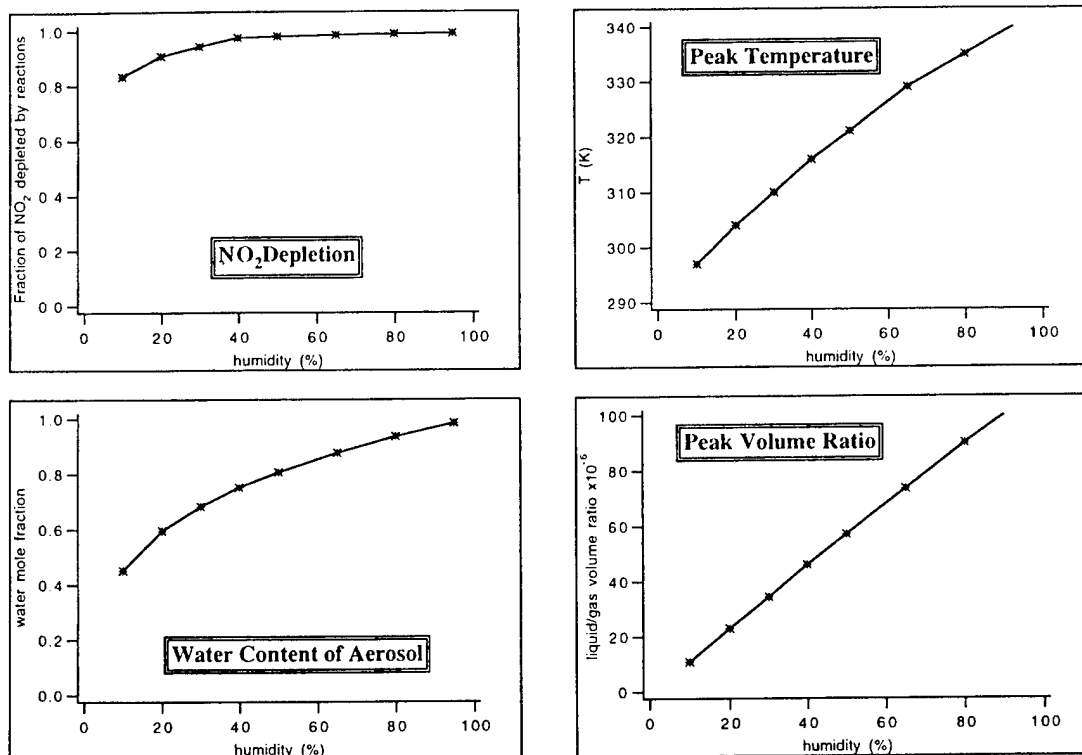 Fraction of NO2 depleted by reactions
1.0
0.8
0.6
0.4
0.2
0.0
NO2Depletion
0 20 40 60 80 100
humidity (%)
T (K)
340
330
320
310
300
290
Peak Temperature
0 20 40 60 80 100
humidity (%)
water mole fraction
1.0
0.8
0.6
0.4
0.2
0.0
Water Content of Aerosol
0 20 40 60 80 100
humidity (%)
liquid/gas volume ratio x10-6
100
80
60
40
20
0
Peak Volume Ratio
0 20 40 60 80 100
humidity (%)